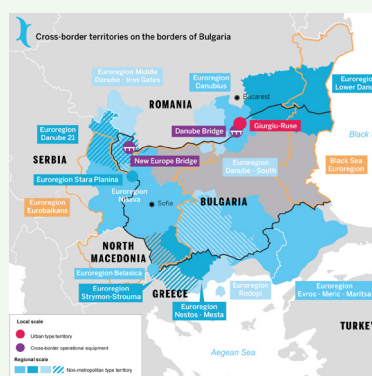 Cross-border territories on the borders of Bulgaria
Euroregion Middle
Danube - Iron Gates
Euroregion
Danubius
Euroregio
Lower Dan
ROMANIA
Bucarest
Euroregion
Danube 21
Danube Bridge
Giurgiu-Ruse
Black
SERBIA
New Europe Bridge
Euroregion
Danube - South
Black Sea
Euroregion
Euroregion Stara Planina
Euroregion
Nisava
Euroregion
Eurobalkans
Sofia
BULGARIA
NORTH
MACEDONIA
Euroregion Belasica
Euroregion
Strymon-Strouma
GREECE
Euroregion
Nestos - Mesta
Euroregion
Rodopi
Euroregion
Evros - Meric - Maritsa
TURKE
Aegean Sea
Local scale
Urban type territory
Cross-border operational equipment
Regional scale
Non-metropolitan type territory